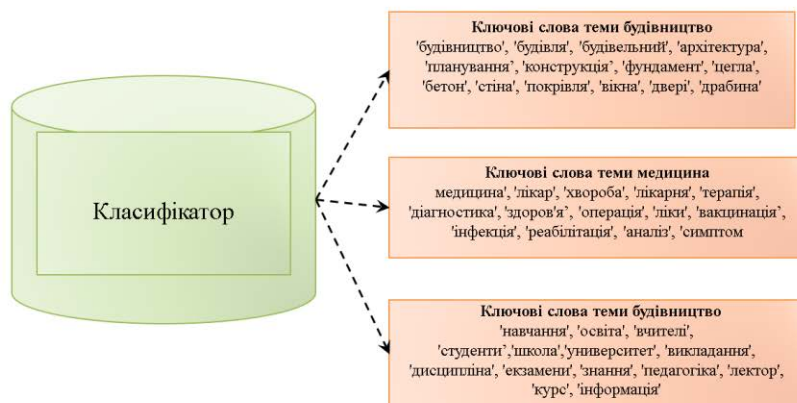 Класифікатор
Ключові слова теми будівництво
'будівництво', 'будівля', 'будівельний', 'архітектура',
'планування', 'конструкція', 'фундамент', 'цегла',
'бетон', 'стіна', 'покрівля', 'вікна', 'двері', 'драбина'
Ключові слова теми медицина
медицина', 'лікар', 'хвороба', 'лікарня', 'терапія',
'діагностика', 'здоров'я', 'операція', 'ліки', 'вакцинація',
'інфекція', 'реабілітація', 'аналіз', 'симптом
Ключові слова теми будівництво
'навчання', 'освіта', 'вчителі',
'студенти','школа','университет', 'викладання',
'дисципліна', 'екзамени', 'знання', 'педагогіка', 'лектор',
'курс', 'інформація'